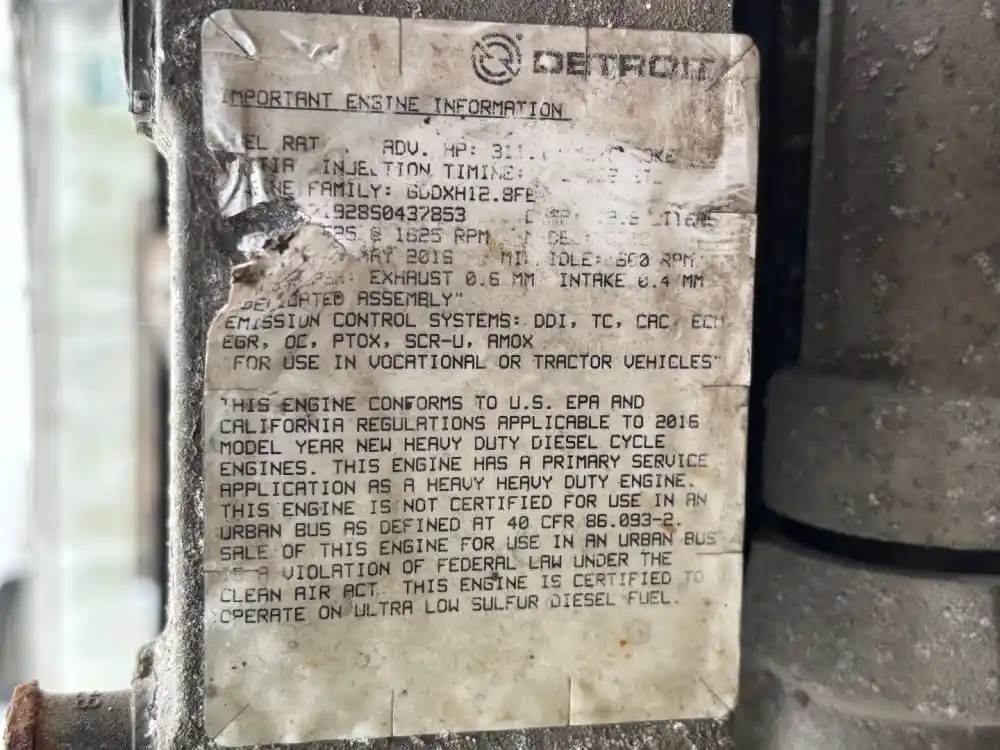 DETROIT
IMPORTANT ENGINE INFORMATION
ADV. HP: 311.
INJECTION TIMING:
FAMILY: GDDXH12.8FE
192850437853
@ 1625 RPM
2016 MIN. IDLE: 600 RPM
EXHAUST 0.6 MM INTAKE 0.4 MM
ASSEMBLY"
EMISSION CONTROL SYSTEMS: DDI, TC, CAC, ECM,
EGR, OC, PTOX, SCR-U, AMOX
"FOR USE IN VOCATIONAL OR TRACTOR VEHICLES"
THIS ENGINE CONFORMS TO U.S. EPA AND
CALIFORNIA REGULATIONS APPLICABLE TO 2016
MODEL YEAR NEW HEAVY DUTY DIESEL CYCLE
ENGINES. THIS ENGINE HAS A PRIMARY SERVICE
APPLICATION AS A HEAVY HEAVY DUTY ENGINE.
THIS ENGINE IS NOT CERTIFIED FOR USE IN AN
URBAN BUS AS DEFINED AT 40 CFR 86.093-2.
SALE OF THIS ENGINE FOR USE IN AN URBAN BUS
IS A VIOLATION OF FEDERAL LAW UNDER THE
CLEAN AIR ACT. THIS ENGINE IS CERTIFIED TO
OPERATE ON ULTRA LOW SULFUR DIESEL FUEL.